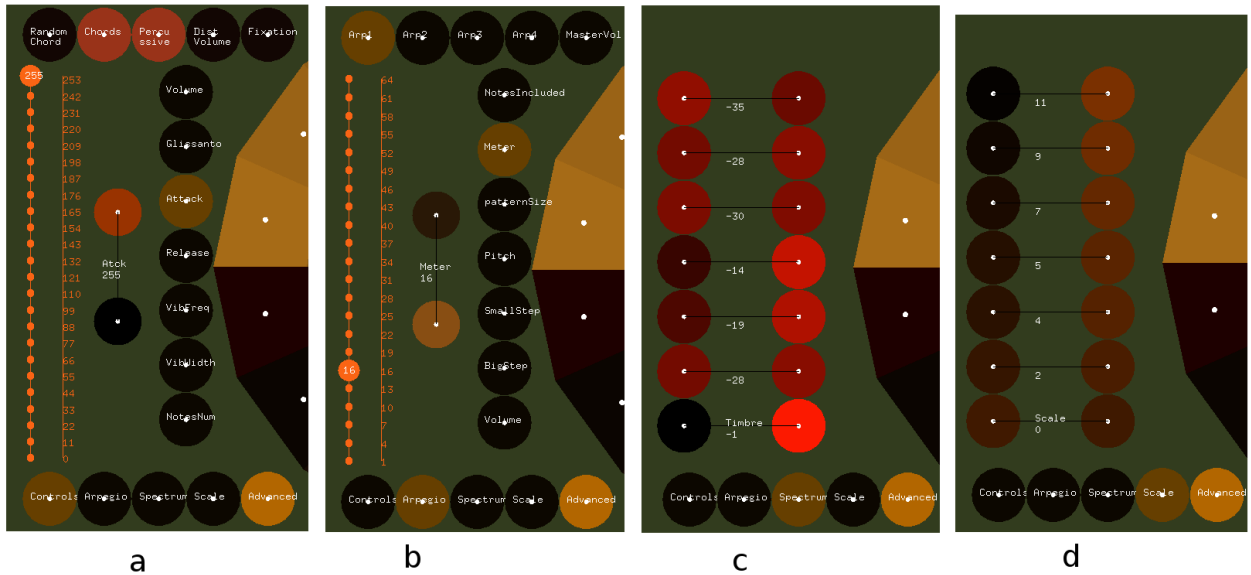 Random Chord
Chords
Percu ssive
Dist Volume
Fixation
255
253
242
231
220
209
198
187
176
165
154
143
132
121
110
99
88
77
66
55
44
33
22
11
0
Atck
255
Volume
Glissanto
Attack
Release
VibFreq
VibWidth
NotesNum
Controls
Arpegio
Spectrum
Scale
Advanced
a
Arp1
Arp2
Arp3
Arp4
MasterVol
64
61
58
55
52
49
46
43
40
37
34
31
28
25
22
19
16
13
10
7
4
1
16
Meter
16
NotesIncluded
Meter
patternSize
Pitch
SmallStep
BigStep
Volume
Controls
Arpegio
Spectrum
Scale
Advanced
b
-35
-28
-30
-14
-19
-28
Timbre
-1
Controls
Arpegio
Spectrum
Scale
Advanced
c
11
9
7
5
4
2
Scale
0
Controls
Arpegio
Spectrum
Scale
Advanced
d